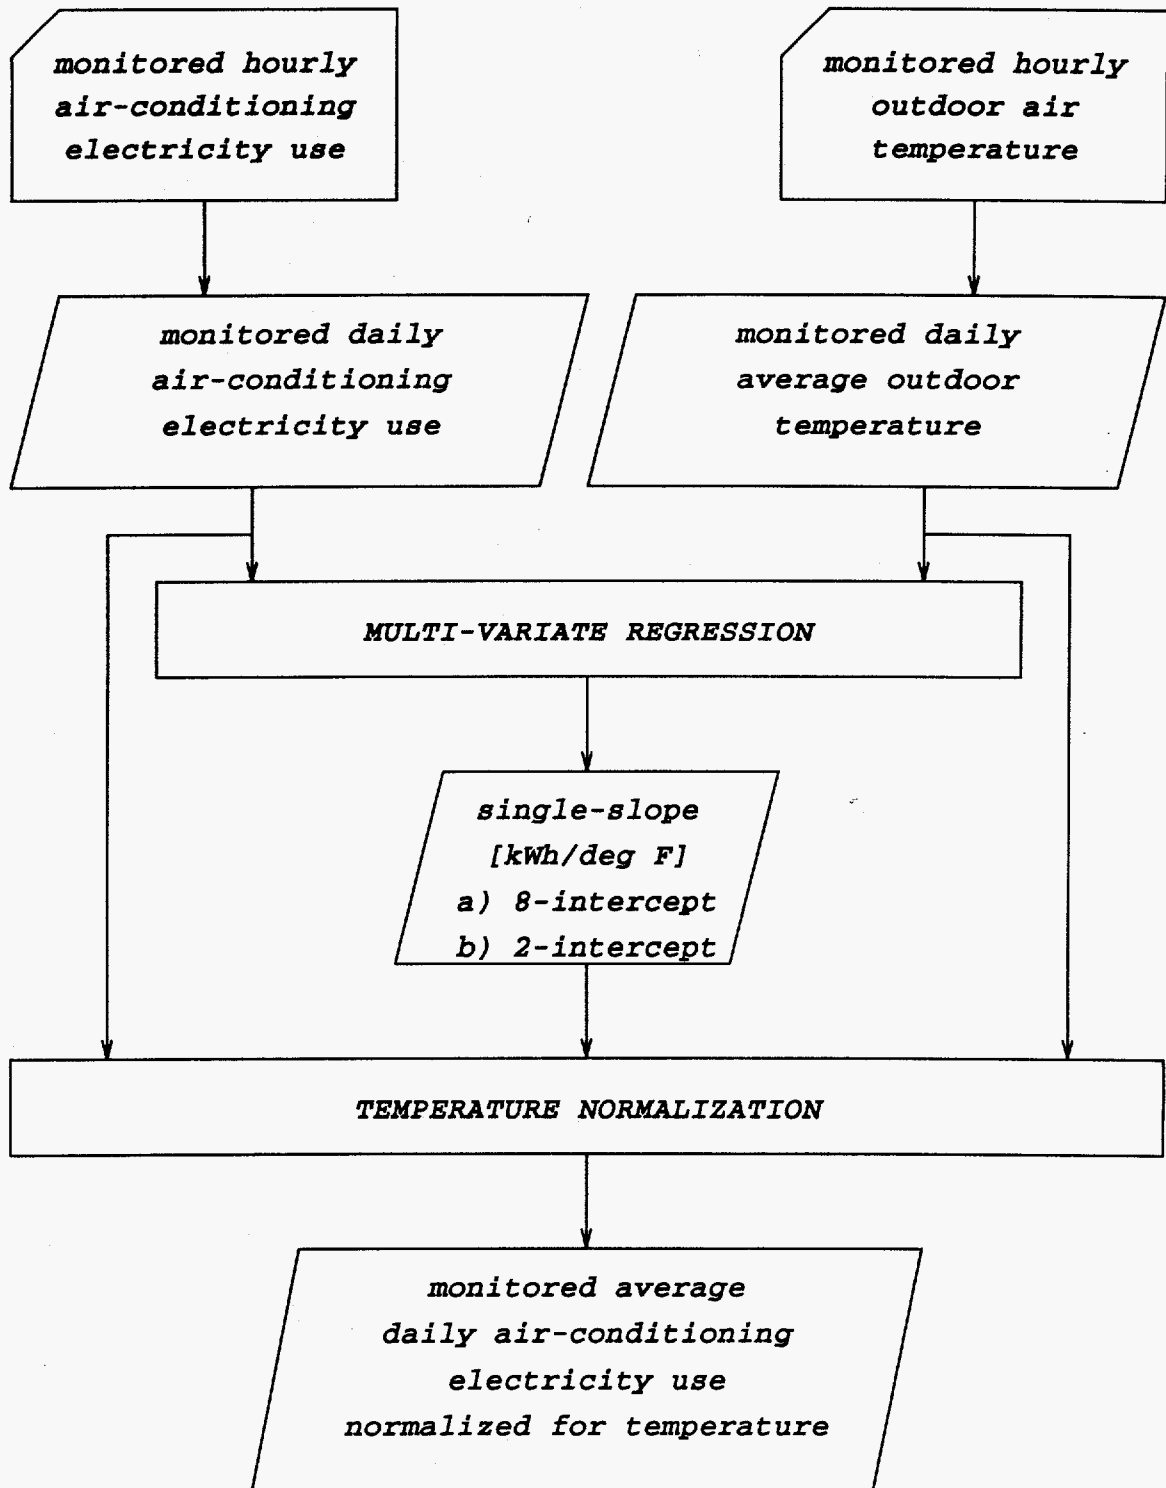 monitored hourly
air-conditioning
electricity use
monitored hourly
outdoor air
temperature
monitored daily
air-conditioning
electricity use
monitored daily
average outdoor
temperature
MULTI-VARIATE REGRESSION
single-slope
[kWh/deg F]
a) 8-intercept
b) 2-intercept
TEMPERATURE NORMALIZATION
monitored average
daily air-conditioning
electricity use
normalized for temperature